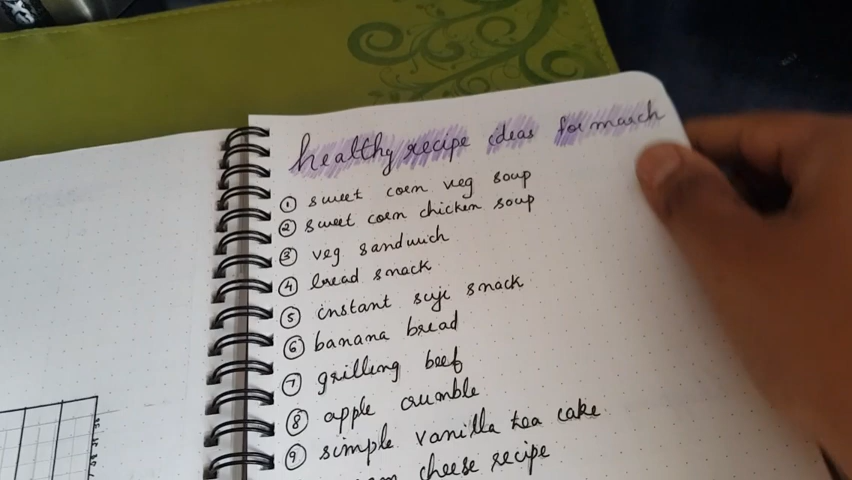 healthy recipe ideas for march
① sweet corn veg soup
② sweet corn chicken soup
③ veg sandwich
④ bread snack
⑤ instant suji snack
⑥ banana bread
⑦ grilling beef
⑧ apple crumble
⑨ simple vanilla tea cake
cheese recipe